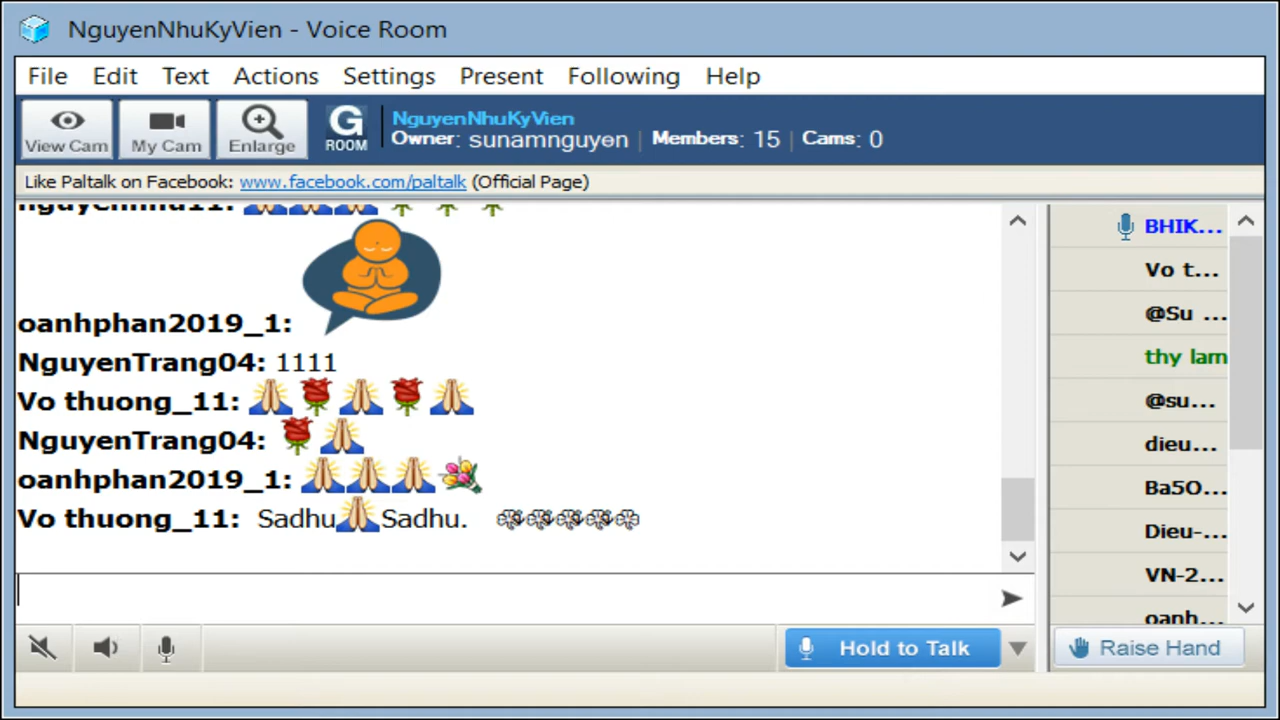 NguyenNhuKyVien - Voice Room
File Edit Text Actions Settings Present Following Help
View Cam My Cam Enlarge G ROOM
NguyenNhuKyVien
Owner: sunamnguyen | Members: 15 | Cams: 0
Like Paltalk on Facebook: www.facebook.com/paltalk (Official Page)
oanhphan2019_1:
NguyenTrang04: 1111
Vo thuong_11: 🙏🌹🙏🌹🙏
NguyenTrang04: 🌹🙏
oanhphan2019_1: 🙏🙏🙏💐
Vo thuong_11: Sadhu🙏Sadhu. 🏵🏵🏵🏵🏵
BHIK...
Vo t...
@Su ...
thy lam
@su...
dieu...
Ba5O...
Dieu-...
VN-2...
oanh...
Hold to Talk
Raise Hand